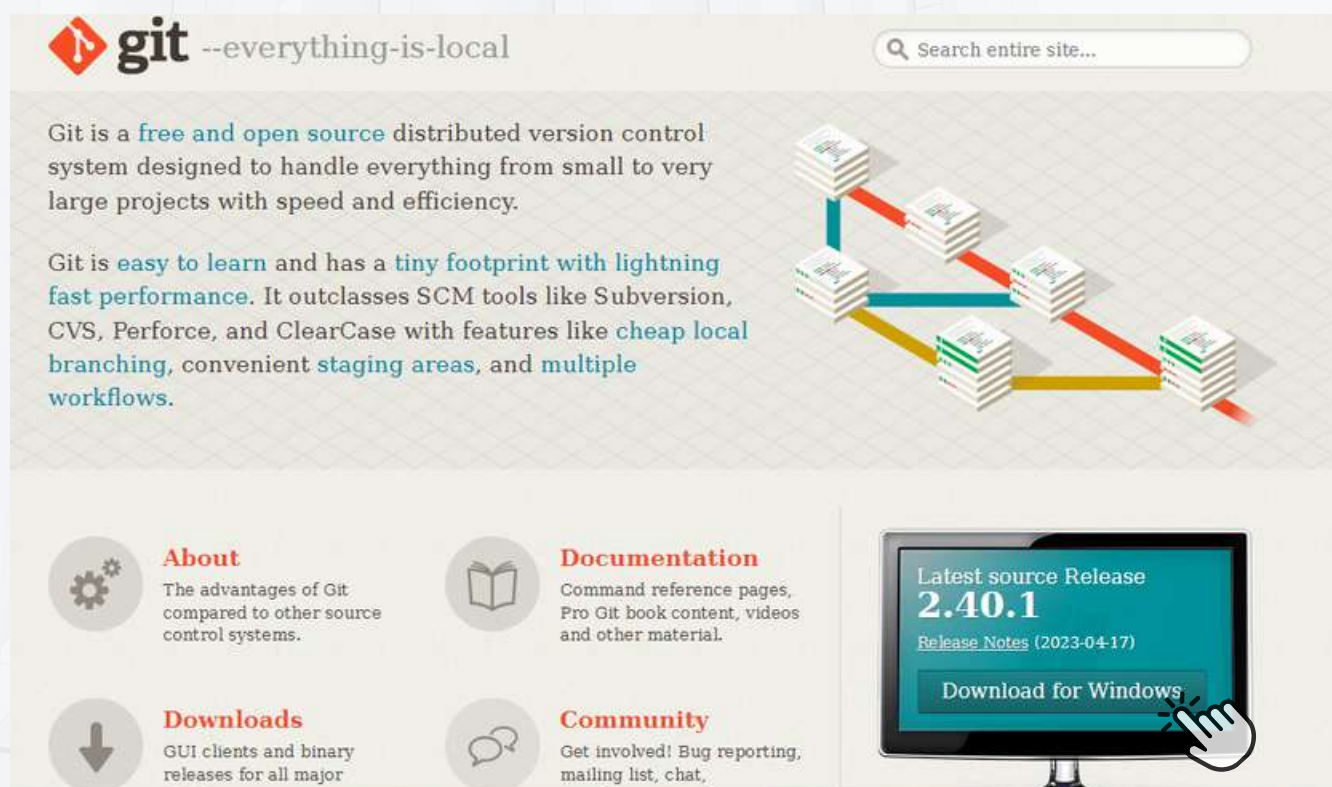 git --everything-is-local
Search entire site...
Git is a free and open source distributed version control
system designed to handle everything from small to very
large projects with speed and efficiency.
Git is easy to learn and has a tiny footprint with lightning
fast performance. It outclasses SCM tools like Subversion,
CVS, Perforce, and ClearCase with features like cheap local
branching, convenient staging areas, and multiple
workflows.
About
The advantages of Git
compared to other source
control systems.
Documentation
Command reference pages,
Pro Git book content, videos
and other material.
Downloads
GUI clients and binary
releases for all major
Community
Get involved! Bug reporting,
mailing list, chat,
Latest source Release
2.40.1
Release Notes (2023-04-17)
Download for Windows